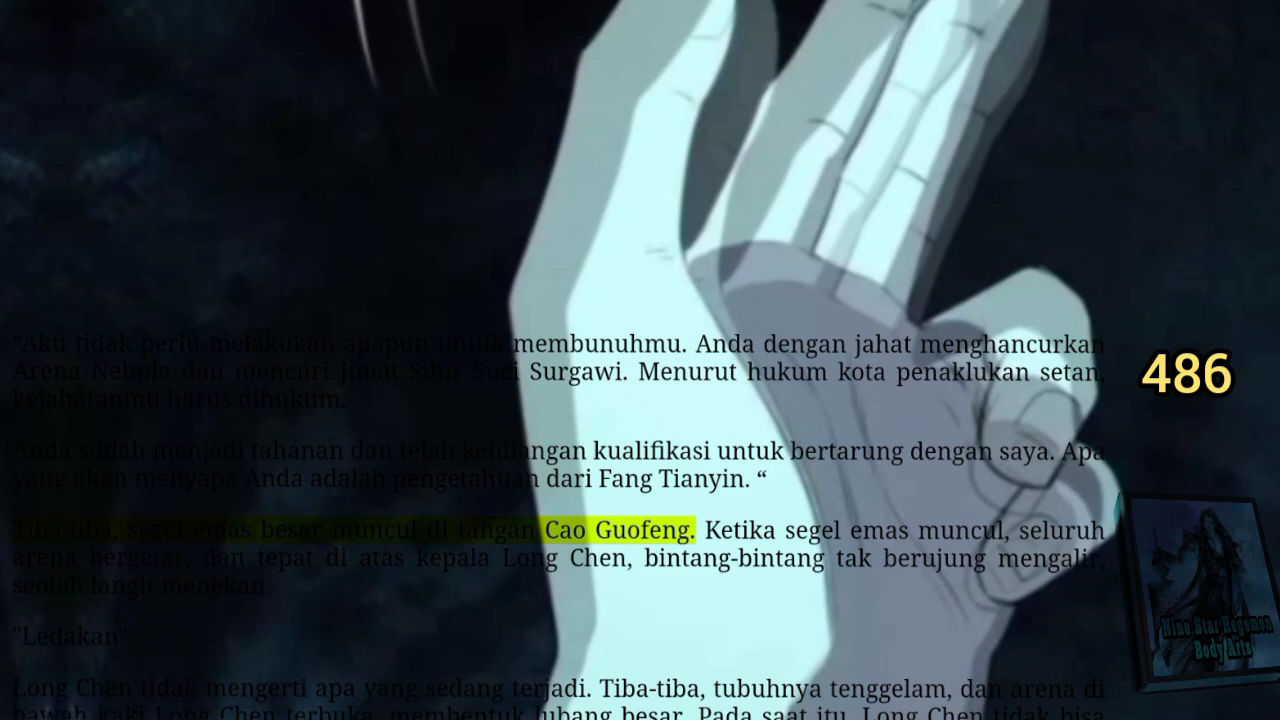 “Aku tidak perlu melakukan apapun untuk membunuhmu. Anda dengan jahat menghancurkan
Arena Nebula dan mencuri Jimat Sihir Suci Surgawi. Menurut hukum kota penaklukan setan,
kejahatanmu harus dihukum.
Anda sudah menjadi tahanan dan telah kehilangan kualifikasi untuk bertarung dengan saya. Apa
yang akan menyapa Anda adalah pengetahuan dari Fang Tianyin. “
Tiba-tiba, segel emas besar muncul di tangan Cao Guofeng. Ketika segel emas muncul, seluruh
arena bergetar, dan tepat di atas kepala Long Chen, bintang-bintang tak berujung mengalir,
seolah langit menekan.
"Ledakan"
Long Chen tidak mengerti apa yang sedang terjadi. Tiba-tiba, tubuhnya tenggelam, dan arena di
bawah kaki Long Chen terbuka, membentuk lubang besar. Pada saat itu, Long Chen tidak bisa
486
Nine Star Hegemon
Body Arts